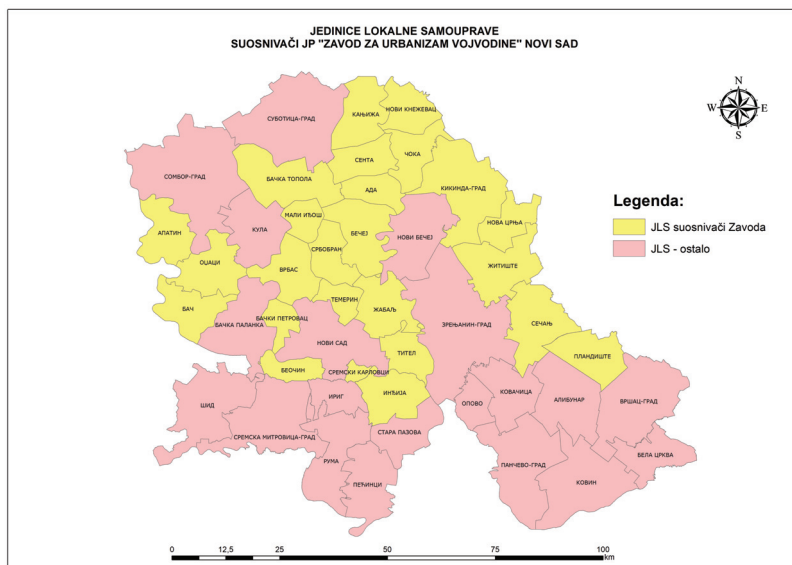 JEDINICE LOKALNE SAMOUPRAVE
SUOSNIVAČI JP "ZAVOD ZA URBANIZAM VOJVODINE" NOVI SAD
N
W E
S
СУБОТИЦА-ГРАД
КАЊИЖА
НОВИ КНЕЖЕВАЦ
СЕНТА
ЧОКА
СОМБОР-ГРАД
БАЧКА ТОПОЛА
АДА
КИКИНДА-ГРАД
МАЛИ ИЂОШ
АПАТИН
КУЛА
БЕЧЕЈ
НОВИ БЕЧЕЈ
НОВА ЦРЊА
СРБОБРАН
ОЏАЦИ
ВРБАС
ЖИТИШТЕ
ТЕМЕРИН
БАЧ
БАЧКА ПАЛАНКА
БАЧКИ ПЕТРОВАЦ
ЖАБАЉ
ЗРЕЊАНИН-ГРАД
СЕЧАЊ
НОВИ САД
ТИТЕЛ
ПЛАНДИШТЕ
БЕОЧИН
СРЕМСКИ КАРЛОВЦИ
ИНЂИЈА
ШИД
ИРИГ
ОПОВО
КОВАЧИЦА
АЛИБУНАР
ВРШАЦ-ГРАД
СРЕМСКА МИТРОВИЦА-ГРАД
СТАРА ПАЗОВА
РУМА
ПЕЋИНЦИ
ПАНЧЕВО-ГРАД
БЕЛА ЦРКВА
КОВИН
Legenda:
JLS suosnivači Zavoda
JLS - ostalo
0 12,5 25 50 75 100
km